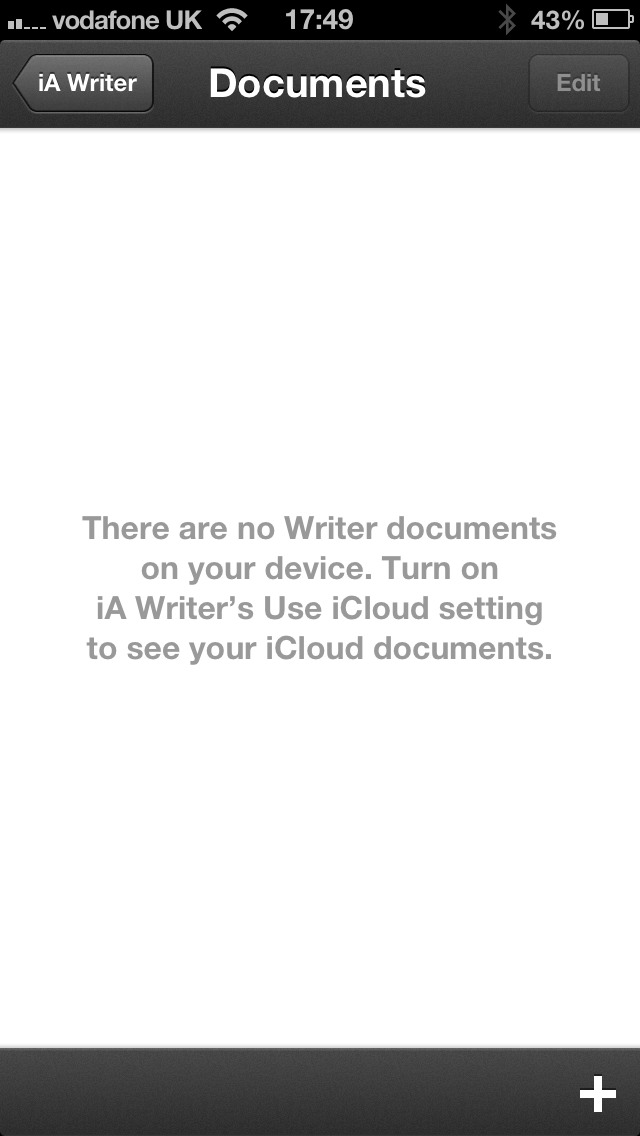 vodafone UK 17:49 43%
iA Writer Documents Edit
There are no Writer documents
on your device. Turn on
iA Writer’s Use iCloud setting
to see your iCloud documents.